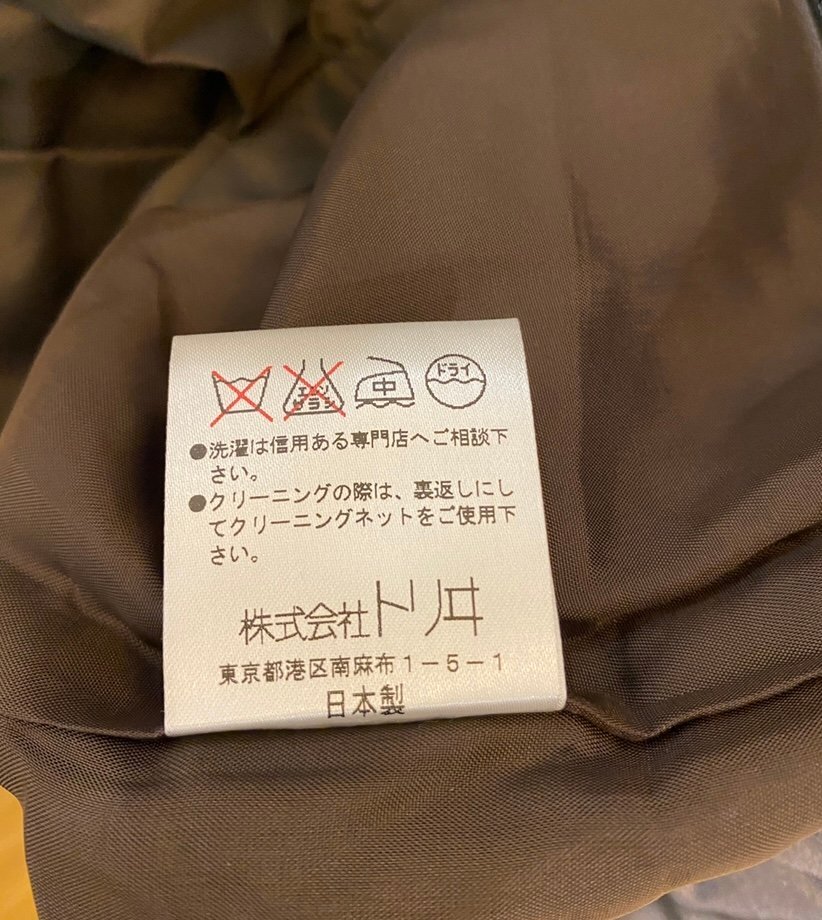 エンソ
サラシ
中
ドライ
●洗濯は信用ある専門店へご相談下
さい。
●クリーニングの際は、裏返しにし
てクリーニングネットをご使用下
さい。
株式会社トリヰ
東京都港区南麻布1-5-1
日本製